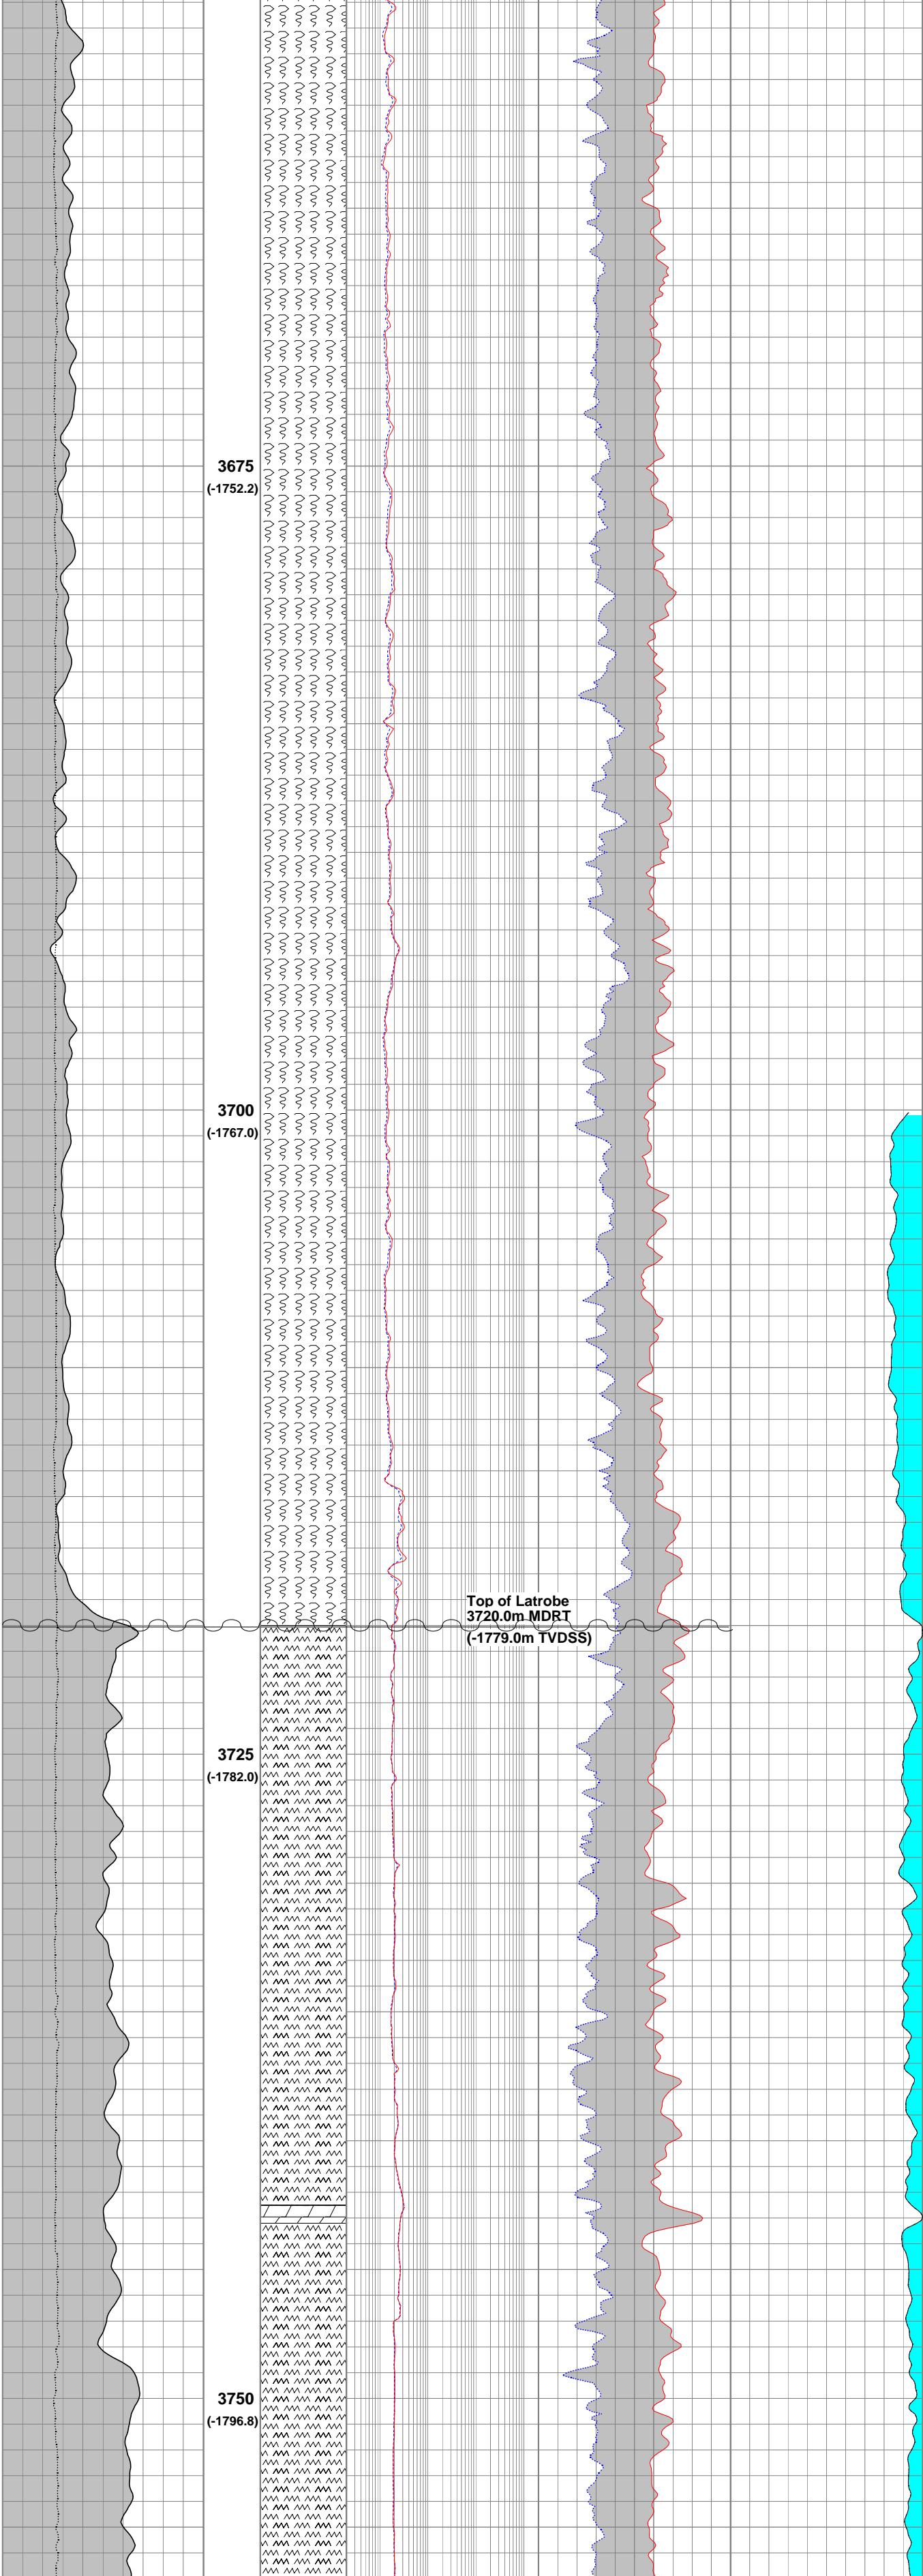 3675
(-1752.2)
3700
(-1767.0)
Top of Latrobe
3720.0m MDRT
(-1779.0m TVDSS)
3725
(-1782.0)
3750
(-1796.8)